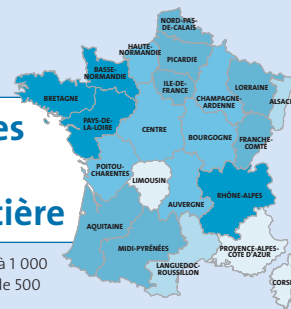 NORD-PAS-
DE-CALAIS
HAUTE-
NORMANDIE
PICARDIE
BASSE-
NORMANDIE
ILE-DE-
FRANCE
LORRAINE
CHAMPAGNE-
ARDENNE
ALSAC
BRETAGNE
PAYS-DE-
LA-LOIRE
CENTRE
BOURGOGNE
FRANCHE-
COMTÉ
es
POITOU-
CHARENTES
LIMOUSIN
AUVERGNE
RHÔNE-ALPES
tière
AQUITAINE
MIDI-PYRÉNÉES
LANGUEDOC-
ROUSSILLON
PROVENCE-ALPES-
CÔTE D'AZUR
à 1 000
de 500
CORSE